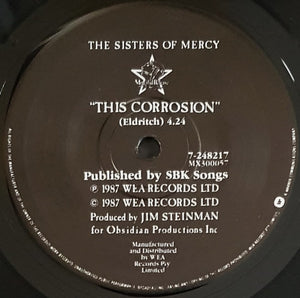 THE SISTERS OF MERCY
"THIS CORROSION"
(Eldritch) 4.24
7-248217
MX300057
Published by SBK Songs
Ⓟ 1987 WEA RECORDS LTD
© 1987 WEA RECORDS LTD
Produced by JIM STEINMAN
for Obsidian Productions Inc
Manufactured
and Distributed
by WEA
Records Pty
Limited